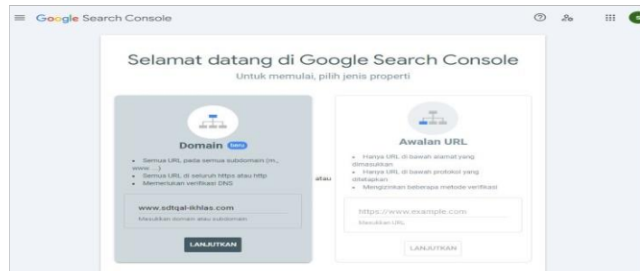 Google Search Console
Selamat datang di Google Search Console
Untuk memulai, pilih jenis properti
Domain
baru
Semua URL pada semua subdomain (m.,
www. ...)
Semua URL di seluruh https atau http
Memerlukan verifikasi DNS
www.sdtqal-ikhlas.com
Masukkan domain atau subdomain
LANJUTKAN
atau
Awalan URL
Hanya URL di bawah alamat yang
dimasukkan
Hanya URL di bawah protokol yang
ditetapkan
Mengizinkan beberapa metode verifikasi
https://www.example.com
Masukkan URL
LANJUTKAN